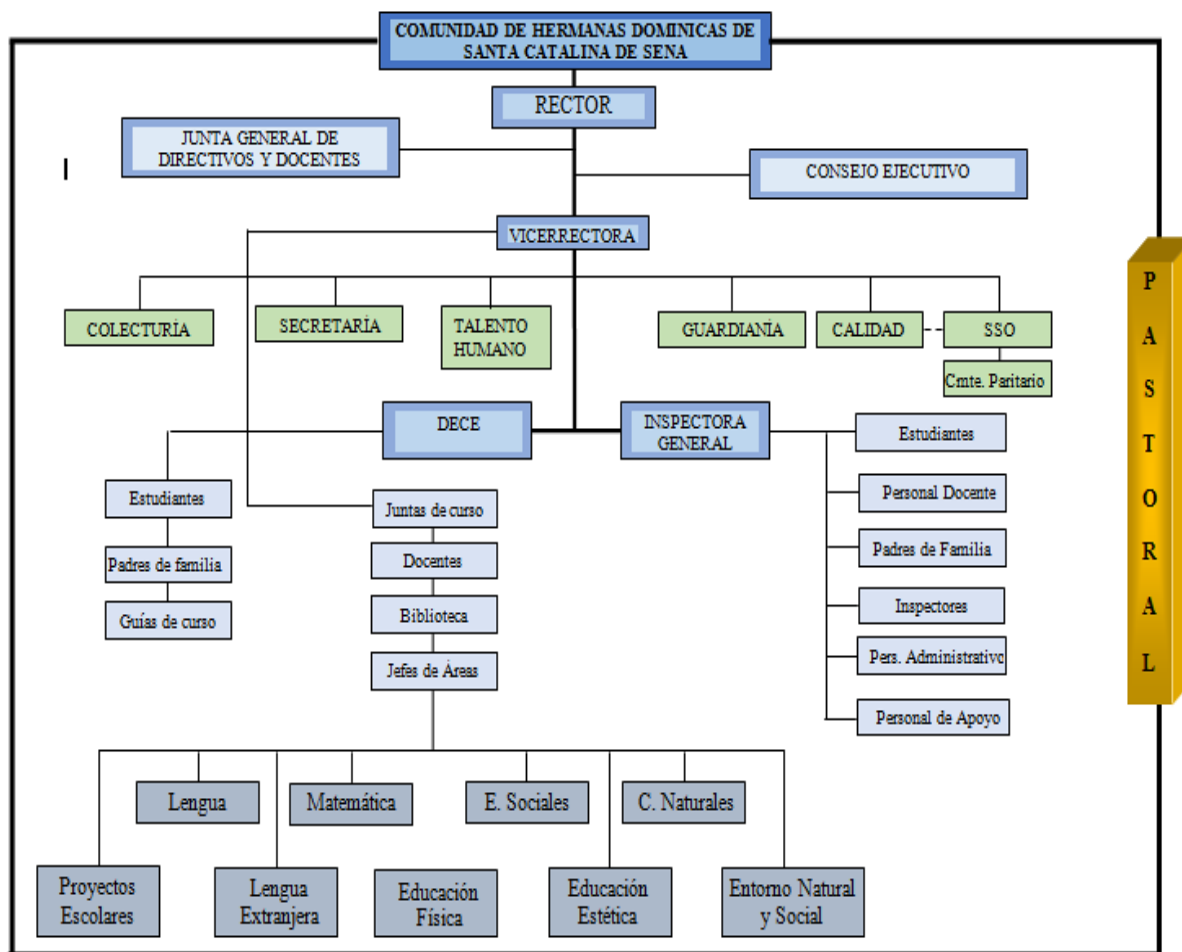 COMUNIDAD DE HERMANAS DOMINICAS DE
SANTA CATALINA DE SENA
RECTOR
JUNTA GENERAL DE
DIRECTIVOS Y DOCENTES
CONSEJO EJECUTIVO
VICERRECTORA
COLECTURÍA
SECRETARÍA
TALENTO
HUMANO
GUARDIANÍA
CALIDAD
SSO
Cmte. Paritario
DECE
INSPECTORA
GENERAL
Estudiantes
Padres de familia
Guías de curso
Juntas de curso
Docentes
Biblioteca
Jefes de Áreas
Estudiantes
Personal Docente
Padres de Familia
Inspectores
Pers. Administrativo
Personal de Apoyo
Lengua
Matemática
E. Sociales
C. Naturales
Proyectos
Escolares
Lengua
Extranjera
Educación
Física
Educación
Estética
Entorno Natural
y Social
P
A
S
T
O
R
A
L